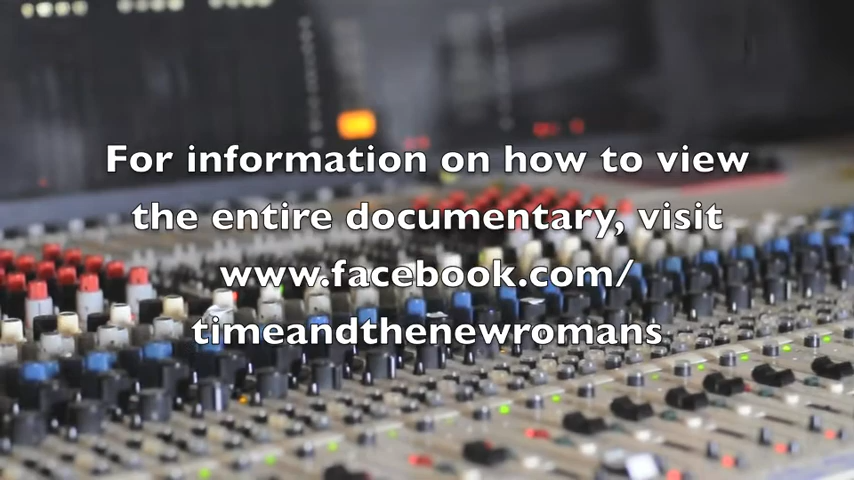 For information on how to view
the entire documentary, visit
www.facebook.com/
timeandthenewromans